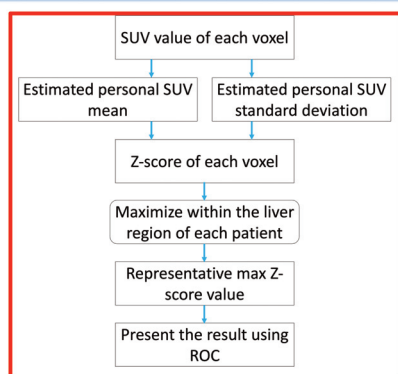 SUV value of each voxel
Estimated personal SUV
mean
Estimated personal SUV
standard deviation
Z-score of each voxel
Maximize within the liver
region of each patient
Representative max Z-
score value
Present the result using
ROC